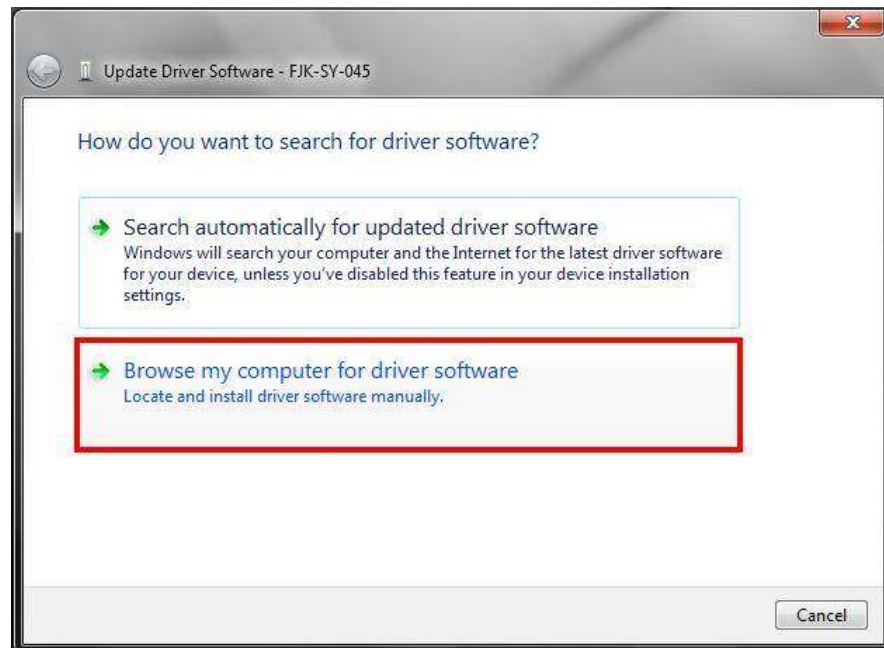 Update Driver Software - FJK-SY-045
How do you want to search for driver software?
Search automatically for updated driver software
Windows will search your computer and the Internet for the latest driver software
for your device, unless you've disabled this feature in your device installation
settings.
Browse my computer for driver software
Locate and install driver software manually.
Cancel